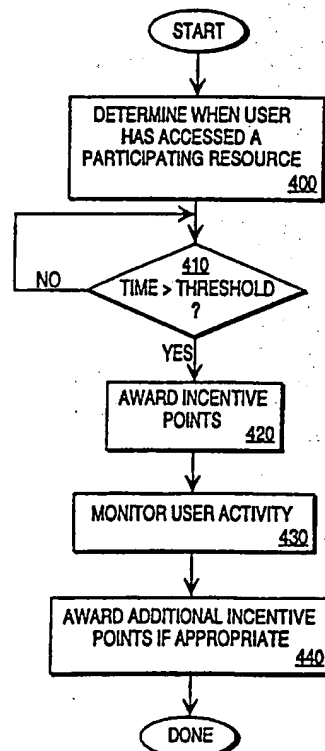 START
DETERMINE WHEN USER
HAS ACCESSED A
PARTICIPATING RESOURCE
400
410
TIME > THRESHOLD
?
NO
YES
AWARD INCENTIVE
POINTS
420
MONITOR USER ACTIVITY
430
AWARD ADDITIONAL INCENTIVE
POINTS IF APPROPRIATE
440
DONE